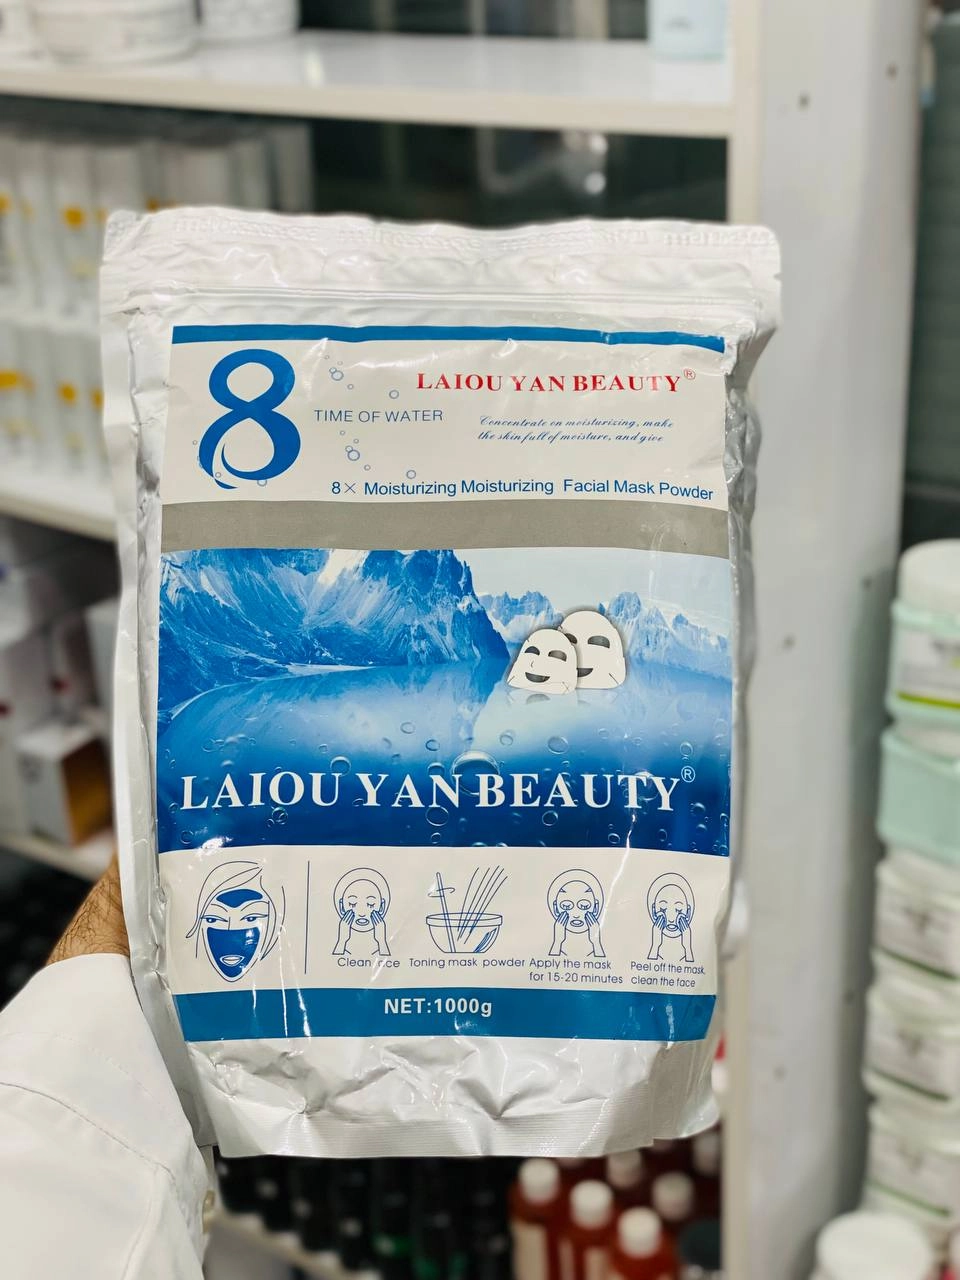 8
TIME OF WATER
LAIOU YAN BEAUTY®
Concentrate on moisturizing, make
the skin full of moisture, and give
8× Moisturizing Moisturizing Facial Mask Powder
LAIOU YAN BEAUTY®
Clean face
Toning mask powder
Apply the mask
for 15-20 minutes
Peel off the mask,
clean the face
NET:1000g